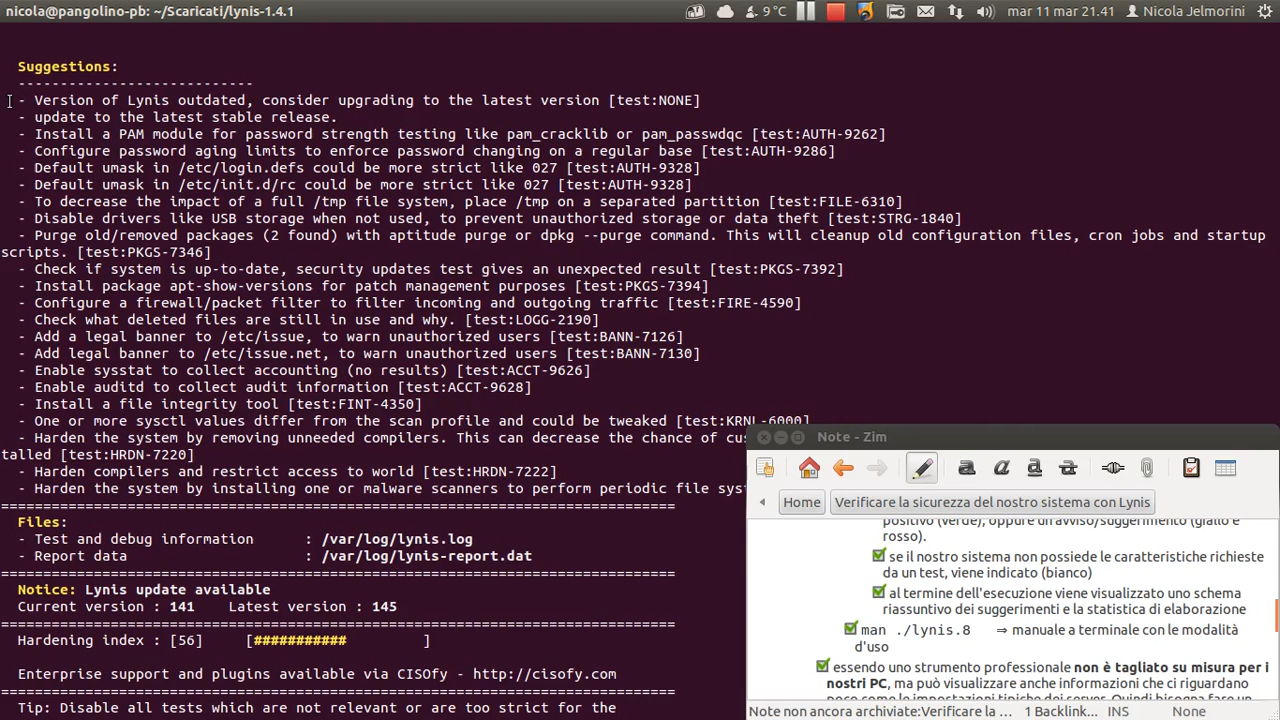 nicola@pangolino-pb: ~/Scaricati/lynis-1.4.1
9 °C
mar 11 mar 21.41
Nicola Jelmorini
Suggestions:
----------------------------
- Version of Lynis outdated, consider upgrading to the latest version [test:NONE]
- update to the latest stable release.
- Install a PAM module for password strength testing like pam_cracklib or pam_passwdqc [test:AUTH-9262]
- Configure password aging limits to enforce password changing on a regular base [test:AUTH-9286]
- Default umask in /etc/login.defs could be more strict like 027 [test:AUTH-9328]
- Default umask in /etc/init.d/rc could be more strict like 027 [test:AUTH-9328]
- To decrease the impact of a full /tmp file system, place /tmp on a separated partition [test:FILE-6310]
- Disable drivers like USB storage when not used, to prevent unauthorized storage or data theft [test:STRG-1840]
- Purge old/removed packages (2 found) with aptitude purge or dpkg --purge command. This will cleanup old configuration files, cron jobs and startup
scripts. [test:PKGS-7346]
- Check if system is up-to-date, security updates test gives an unexpected result [test:PKGS-7392]
- Install package apt-show-versions for patch management purposes [test:PKGS-7394]
- Configure a firewall/packet filter to filter incoming and outgoing traffic [test:FIRE-4590]
- Check what deleted files are still in use and why. [test:LOGG-2190]
- Add a legal banner to /etc/issue, to warn unauthorized users [test:BANN-7126]
- Add legal banner to /etc/issue.net, to warn unauthorized users [test:BANN-7130]
- Enable sysstat to collect accounting (no results) [test:ACCT-9626]
- Enable auditd to collect audit information [test:ACCT-9628]
- Install a file integrity tool [test:FINT-4350]
- One or more sysctl values differ from the scan profile and could be tweaked [test:KRNL-6000]
- Harden the system by removing unneeded compilers. This can decrease the chance of cus
talled [test:HRDN-7220]
- Harden compilers and restrict access to world [test:HRDN-7222]
- Harden the system by installing one or malware scanners to perform periodic file sys
================================================================================
Files:
- Test and debug information : /var/log/lynis.log
- Report data : /var/log/lynis-report.dat
================================================================================
Notice: Lynis update available
Current version : 141 Latest version : 145
================================================================================
Hardening index : [56] [########### ]
Enterprise support and plugins available via CISOfy - http://cisofy.com
================================================================================
Tip: Disable all tests which are not relevant or are too strict for the
Note - Zim
Home
Verificare la sicurezza del nostro sistema con Lynis
positivo (verde), oppure un'avviso/suggerimento (giallo e
rosso).
se il nostro sistema non possiede le caratteristiche richieste
da un test, viene indicato (bianco)
al termine dell'esecuzione viene visualizzato uno schema
riassuntivo dei suggerimenti e la statistica di elaborazione
man ./lynis.8 ⇒ manuale a terminale con le modalità
d'uso
essendo uno strumento professionale non è tagliato su misura per i
nostri PC, ma può visualizzare anche informazioni che ci riguardano
poco come le impostazioni tipiche dei server. Quindi bisogna fare un
Note non ancora archiviate:Verificare la ...
1 Backlink...
INS
None